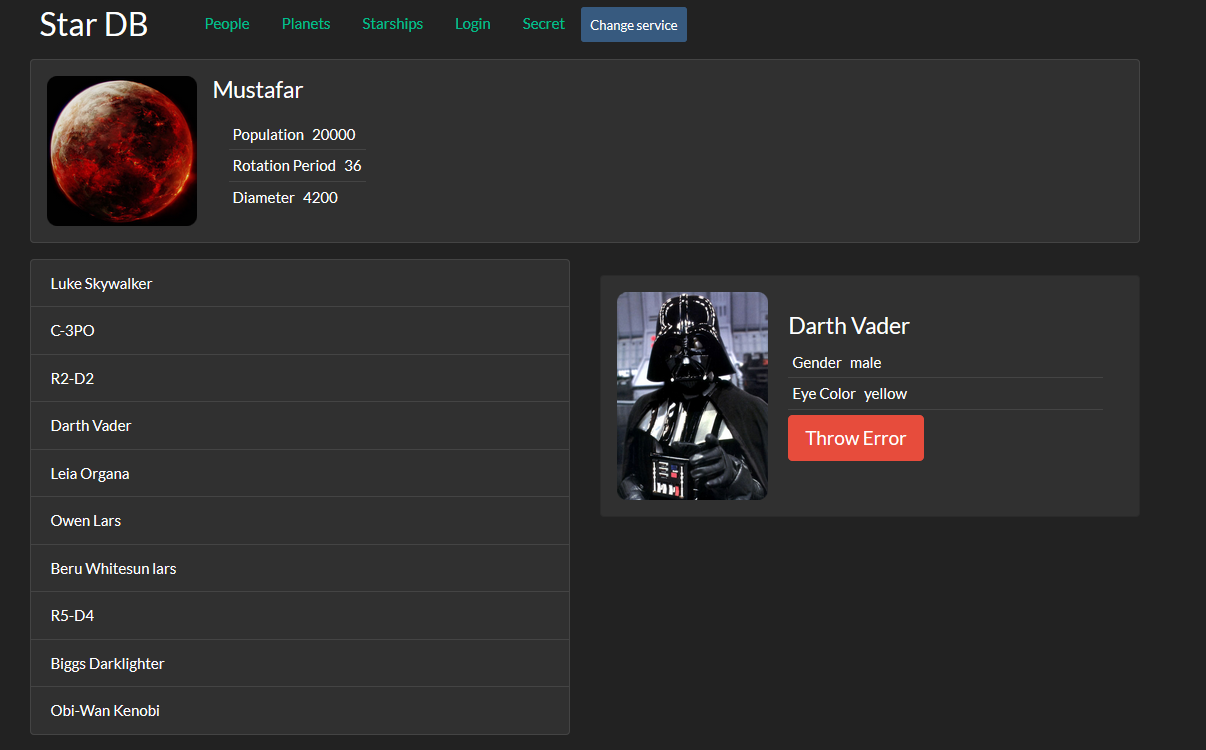 Star DB People Planets Starships Login Secret Change service
Mustafar
Population 20000
Rotation Period 36
Diameter 4200
Luke Skywalker
C-3PO
R2-D2
Darth Vader
Leia Organa
Owen Lars
Beru Whitesun lars
R5-D4
Biggs Darklighter
Obi-Wan Kenobi
Darth Vader
Gender male
Eye Color yellow
Throw Error